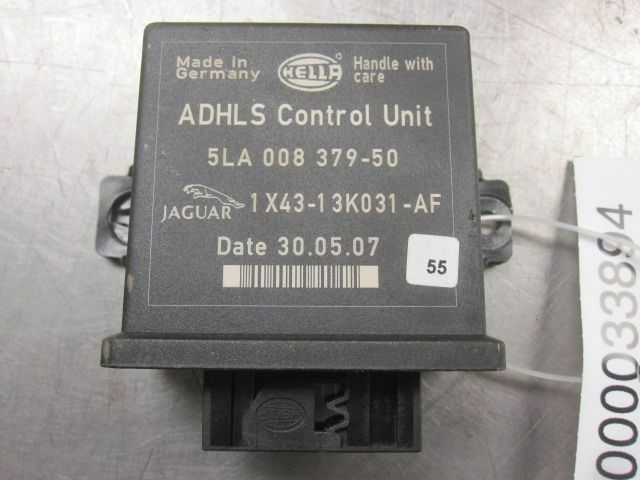 Made in
Germany
HELLA
Handle with
care
ADHLS Control Unit
5LA 008 379-50
JAGUAR
1X43-13K031-AF
Date 30.05.07
55
HELLA
000033894